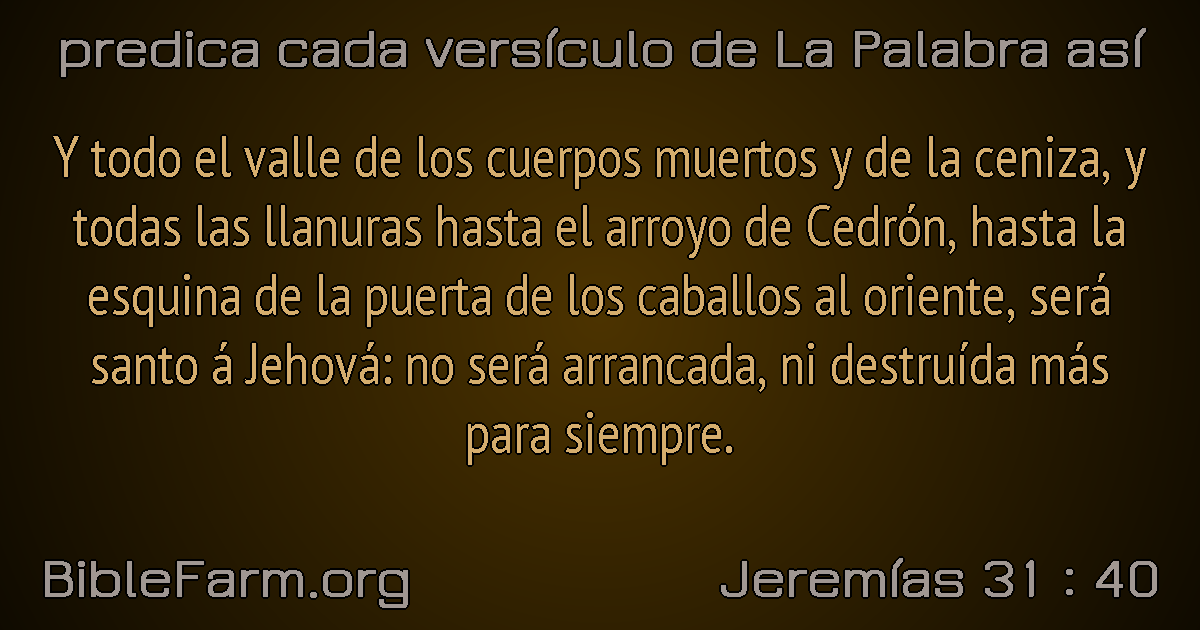 predica cada versículo de La Palabra así
Y todo el valle de los cuerpos muertos y de la ceniza, y
todas las llanuras hasta el arroyo de Cedrón, hasta la
esquina de la puerta de los caballos al oriente, será
santo á Jehová: no será arrancada, ni destruída más
para siempre.
BibleFarm.org
Jeremías 31 : 40